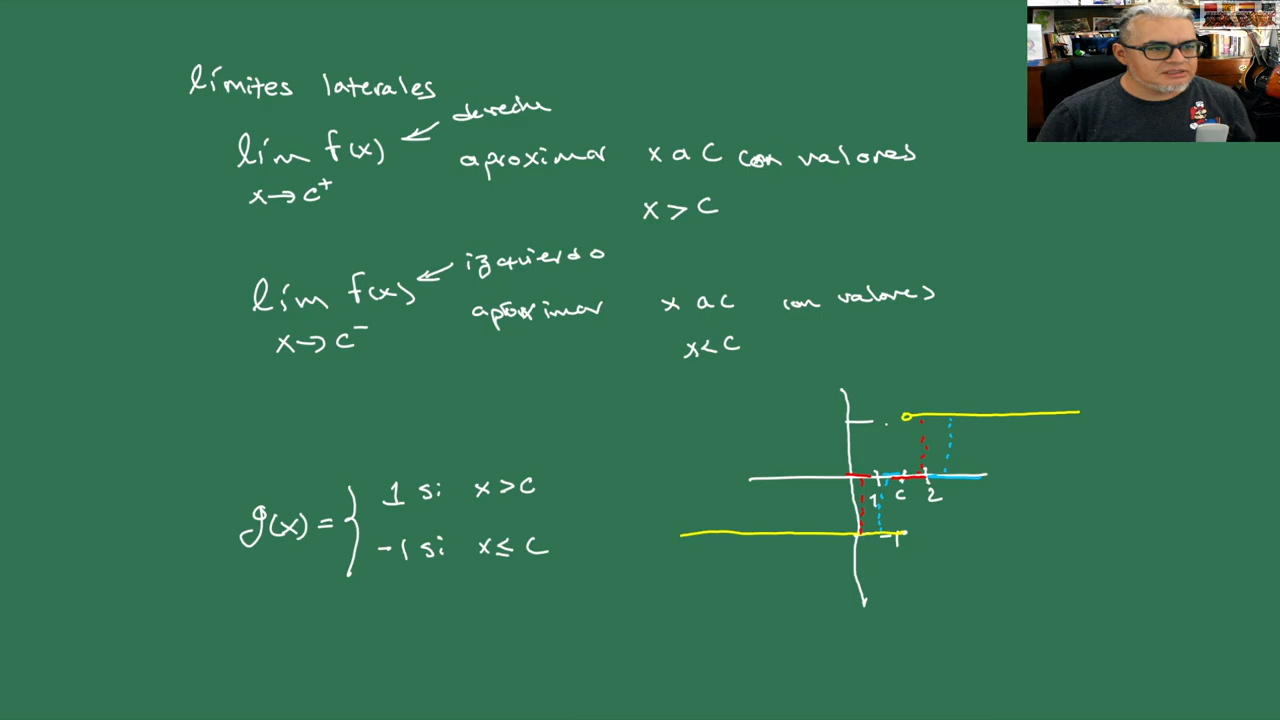 límites laterales
lím f(x) ← derecha
x→c⁺ aproximar x a c con valores
x > c
lím f(x) ← izquierdo
x→c⁻ aproximar x a c con valores
x < c
g(x) = { 1 si x > c
-1 si x ≤ c
1 c 2
-1